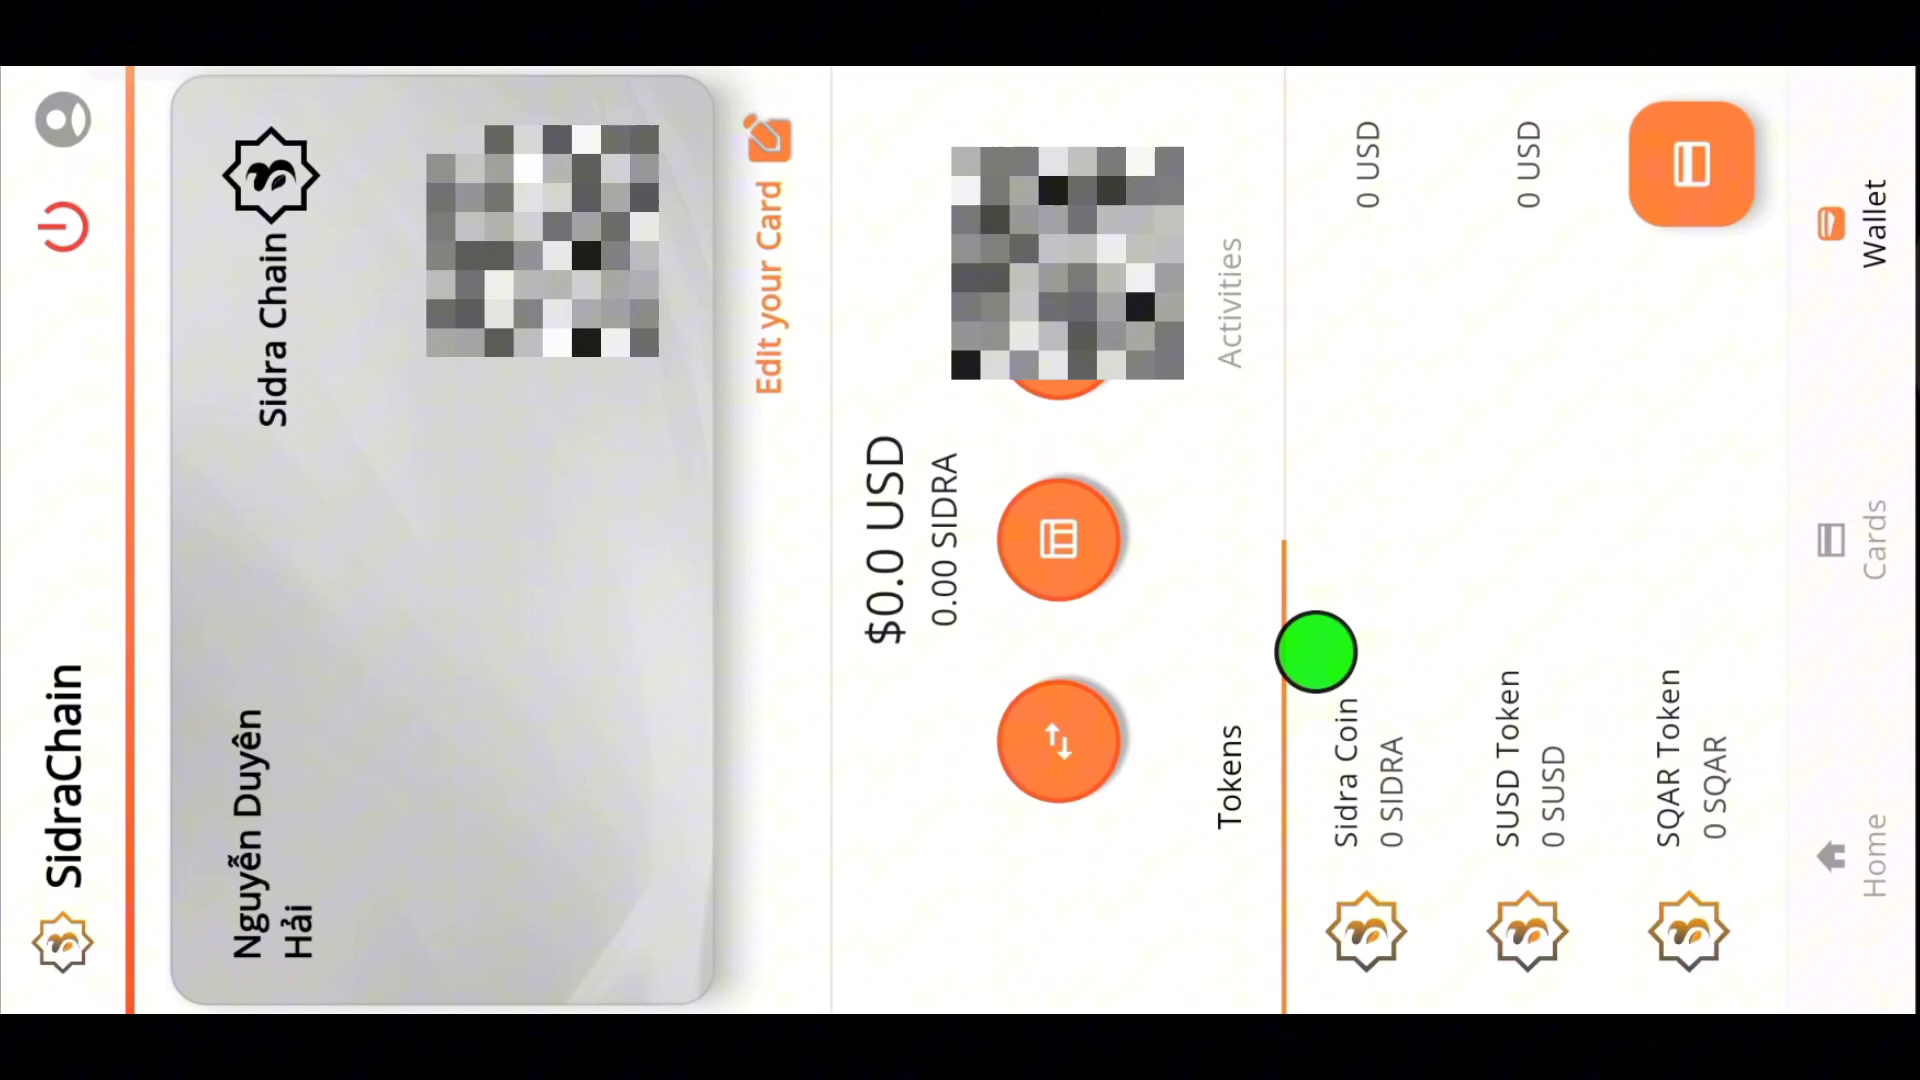 SidraChain
Nguyễn Duyên
Hải
Sidra Chain
Edit your Card
$0.0 USD
0.00 SIDRA
Tokens
Activities
Sidra Coin
0 SIDRA
0 USD
SUSD Token
0 SUSD
0 USD
SQAR Token
0 SQAR
Home
Cards
Wallet